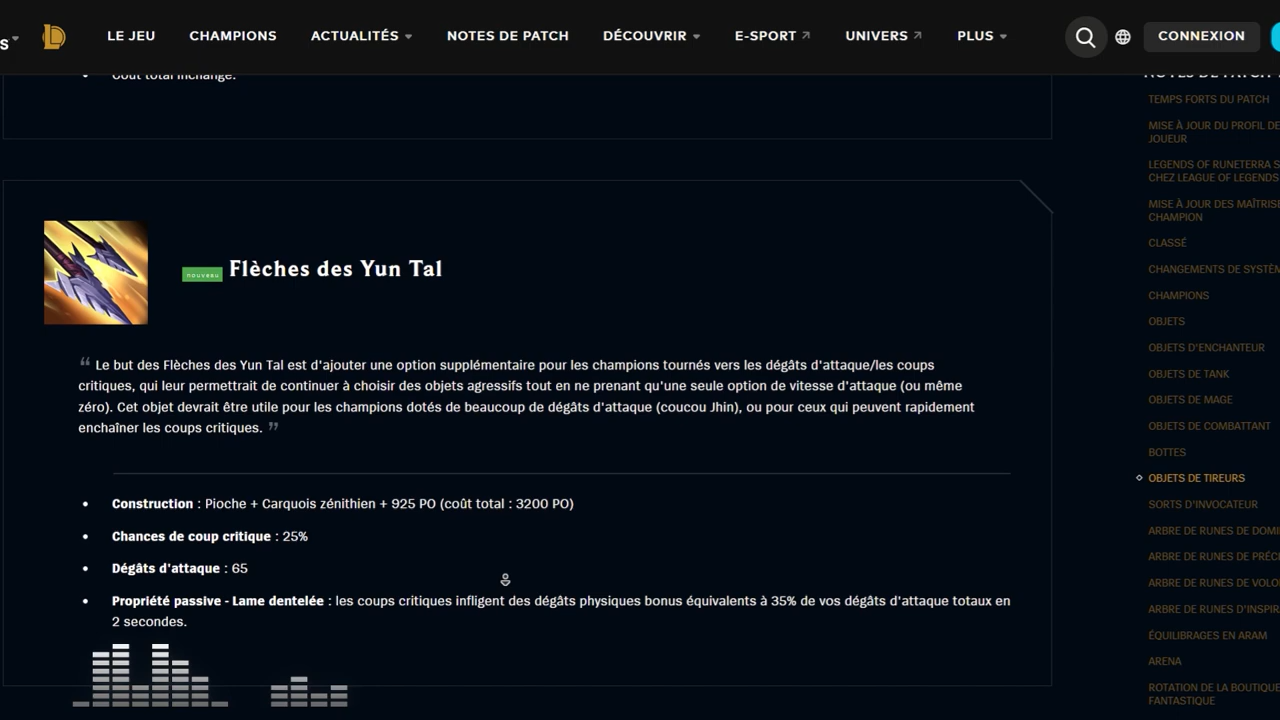 S
LE JEU
CHAMPIONS
ACTUALITÉS
NOTES DE PATCH
DÉCOUVRIR
E-SPORT
UNIVERS
PLUS
CONNEXION
Coût total inchangé.
nouveau
Flèches des Yun Tal
“ Le but des Flèches des Yun Tal est d'ajouter une option supplémentaire pour les champions tournés vers les dégâts d'attaque/les coups
critiques, qui leur permettrait de continuer à choisir des objets agressifs tout en ne prenant qu'une seule option de vitesse d'attaque (ou même
zéro). Cet objet devrait être utile pour les champions dotés de beaucoup de dégâts d'attaque (coucou Jhin), ou pour ceux qui peuvent rapidement
enchaîner les coups critiques. ”
• Construction : Pioche + Carquois zénithien + 925 PO (coût total : 3200 PO)
• Chances de coup critique : 25%
• Dégâts d'attaque : 65
• Propriété passive - Lame dentelée : les coups critiques infligent des dégâts physiques bonus équivalents à 35% de vos dégâts d'attaque totaux en
2 secondes.
NOTES DE PATCH
TEMPS FORTS DU PATCH
MISE À JOUR DU PROFIL DE
JOUEUR
LEGENDS OF RUNETERRA S
CHEZ LEAGUE OF LEGENDS
MISE À JOUR DES MAÎTRISE
CHAMPION
CLASSÉ
CHANGEMENTS DE SYSTÈM
CHAMPIONS
OBJETS
OBJETS D'ENCHANTEUR
OBJETS DE TANK
OBJETS DE MAGE
OBJETS DE COMBATTANT
BOTTES
OBJETS DE TIREURS
SORTS D'INVOCATEUR
ARBRE DE RUNES DE DOMI
ARBRE DE RUNES DE PRÉCI
ARBRE DE RUNES DE VOLO
ARBRE DE RUNES D'INSPIR
ÉQUILIBRAGES EN ARAM
ARENA
ROTATION DE LA BOUTIQUE
FANTASTIQUE